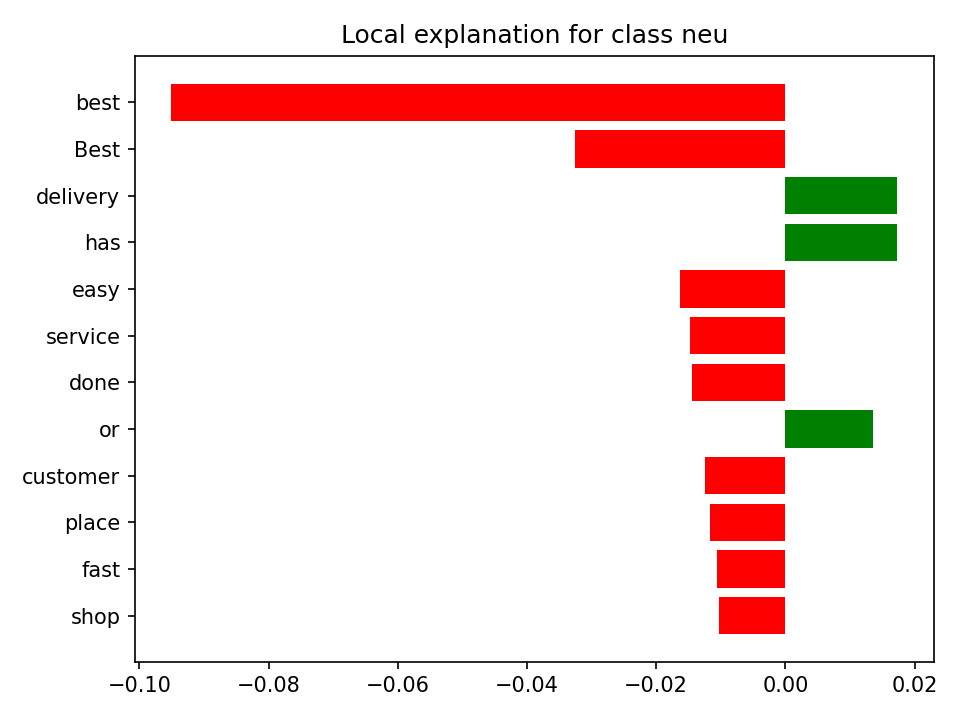 Local explanation for class neu
best
Best
delivery
has
easy
service
done
or
customer
place
fast
shop
−0.10 −0.08 −0.06 −0.04 −0.02 0.00 0.02